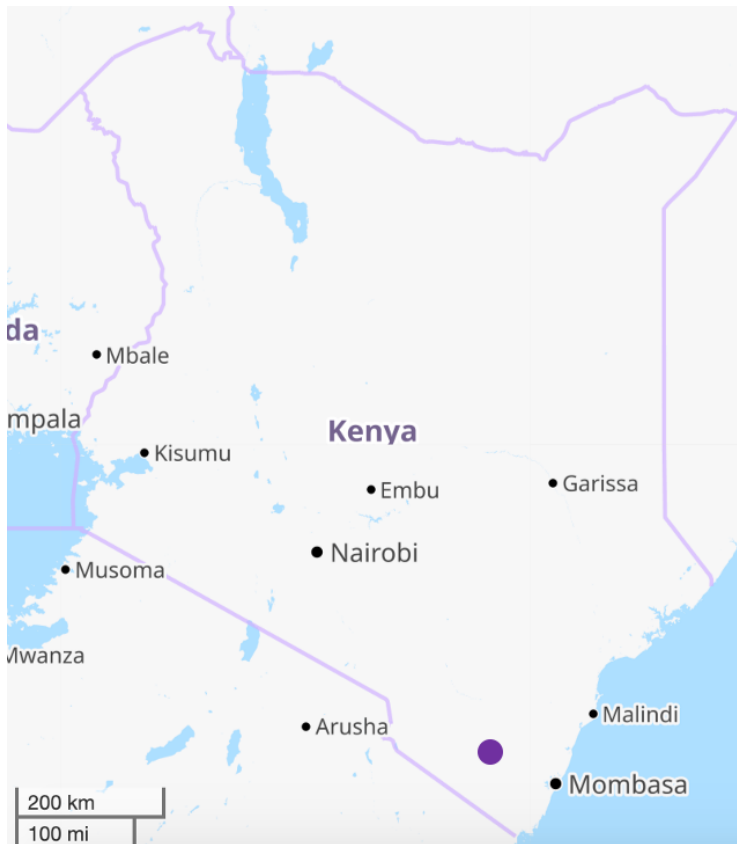 da
Mbale
mpala
Kenya
Kisumu
Garissa
Embu
Nairobi
Musoma
Mwanza
Malindi
Arusha
Mombasa
200 km
100 mi